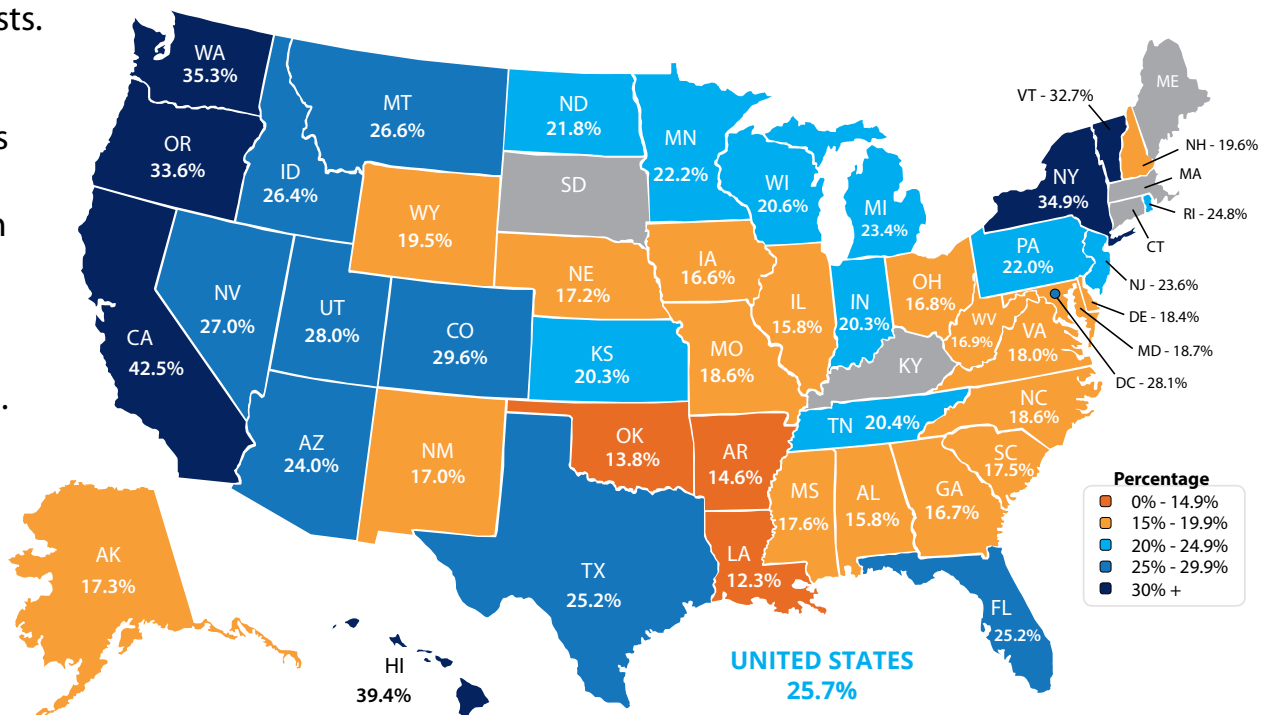 sts.
s
n
.
WA
35.3%
OR
33.6%
CA
42.5%
ID
26.4%
NV
27.0%
MT
26.6%
WY
19.5%
UT
28.0%
CO
29.6%
AZ
24.0%
NM
17.0%
ND
21.8%
SD
NE
17.2%
KS
20.3%
OK
13.8%
TX
25.2%
MN
22.2%
IA
16.6%
MO
18.6%
AR
14.6%
LA
12.3%
WI
20.6%
IL
15.8%
MI
23.4%
IN
20.3%
OH
16.8%
KY
TN 20.4%
MS
17.6%
AL
15.8%
GA
16.7%
FL
25.2%
SC
17.5%
NC
18.6%
VA
18.0%
WV
16.9%
PA
22.0%
NY
34.9%
VT - 32.7%
ME
NH - 19.6%
MA
RI - 24.8%
CT
NJ - 23.6%
DE - 18.4%
MD - 18.7%
DC - 28.1%
AK
17.3%
HI
39.4%
UNITED STATES
25.7%
Percentage
0% - 14.9%
15% - 19.9%
20% - 24.9%
25% - 29.9%
30% +